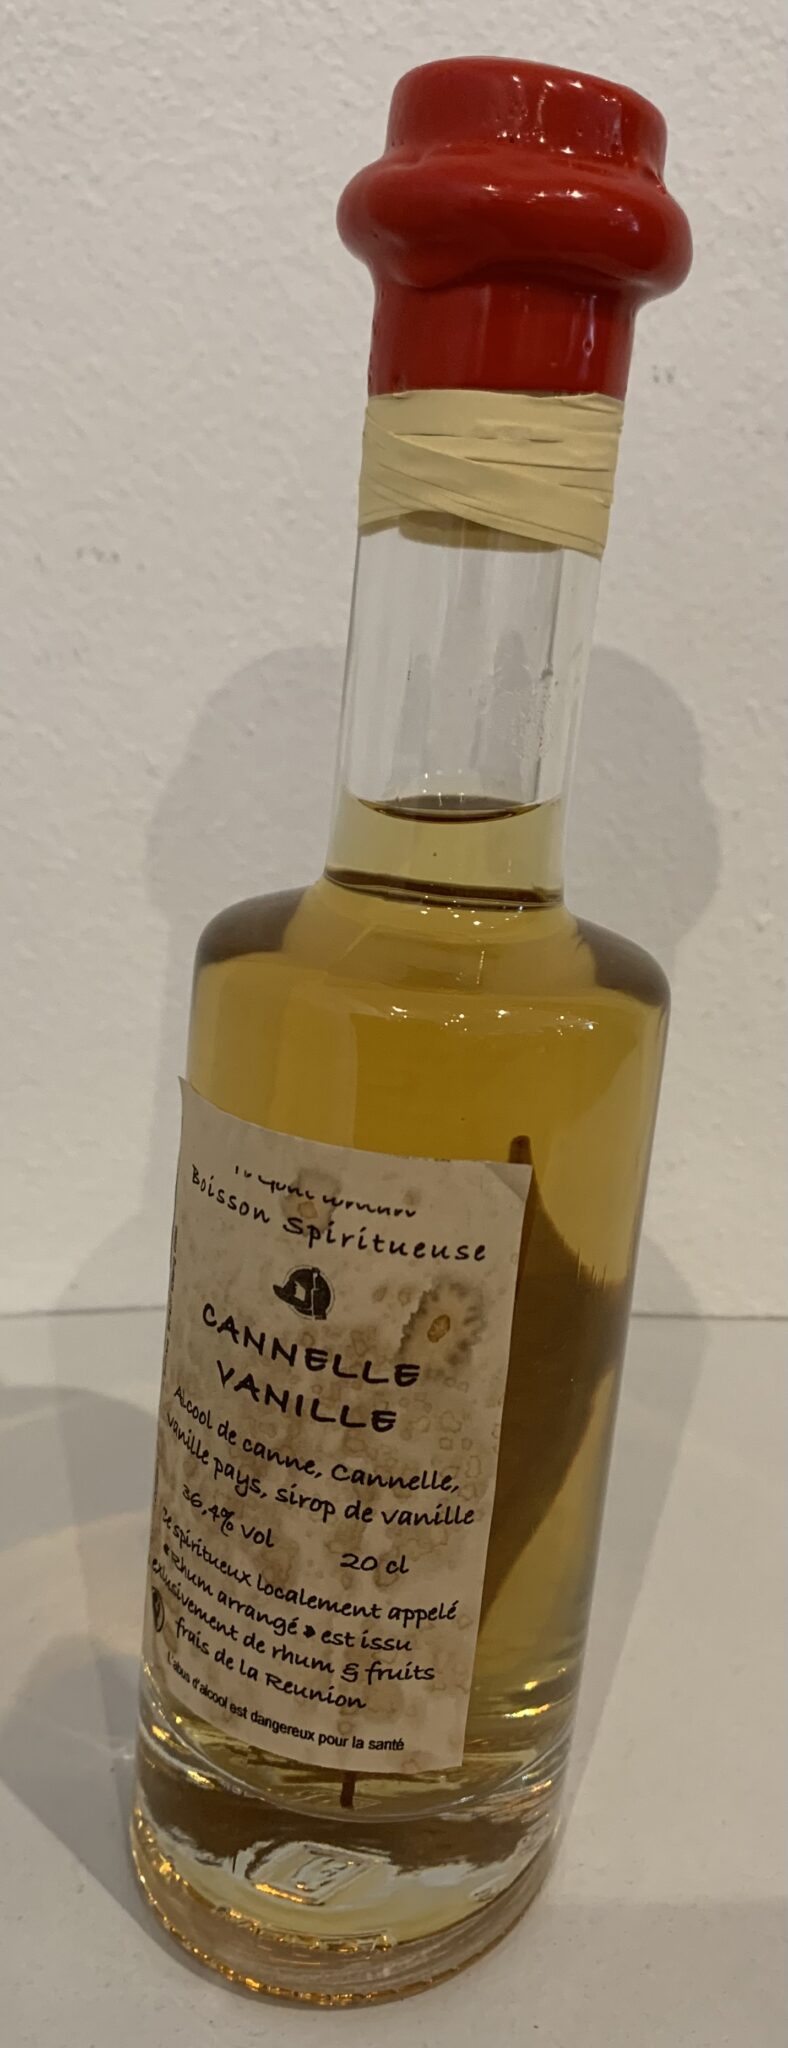 Boisson Spiritueuse
CANNELLE
VANILLE
Alcool de canne, Cannelle,
vanille pays, sirop de vanille
36,4% vol 20 cl
Ce spiritueux localement appelé
« Rhum arrangé » est issu
exlusivement de rhum & fruits
frais de la Reunion
L'abus d'alcool est dangereux pour la santé